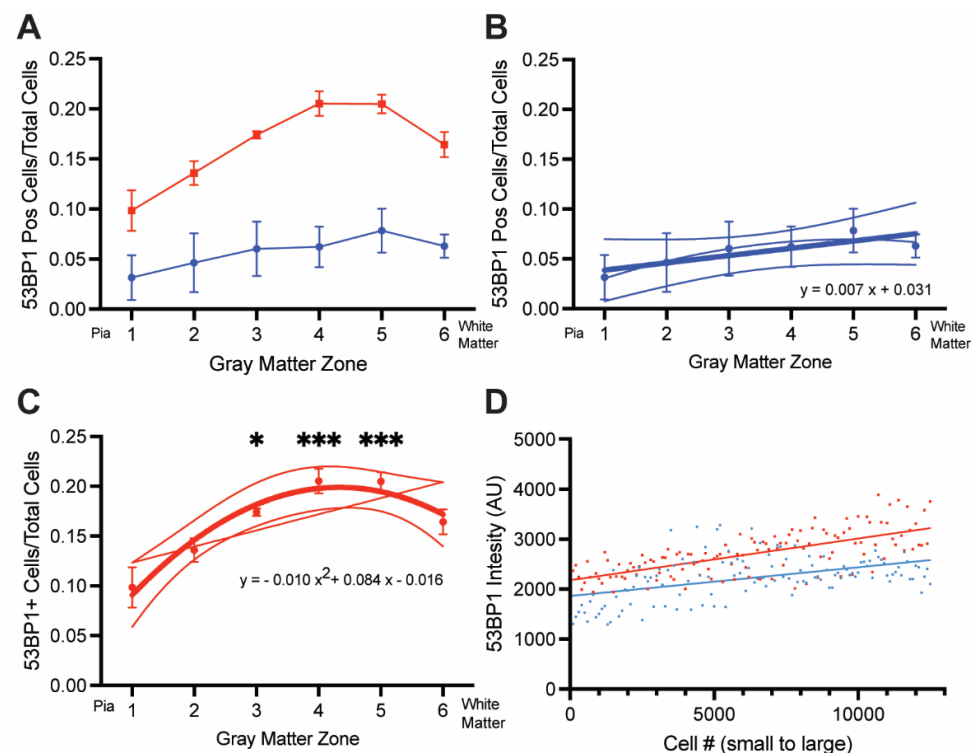 A
53BP1 Pos Cells/Total Cells
0.25
0.20
0.15
0.10
0.05
0.00
Pia
1 2 3 4 5 6
White
Matter
Gray Matter Zone
B
53BP1 Pos Cells/Total Cells
0.25
0.20
0.15
0.10
0.05
0.00
y = 0.007 x + 0.031
Pia
1 2 3 4 5 6
White
Matter
Gray Matter Zone
C
53BP1+ Cells/Total Cells
0.25
0.20
0.15
0.10
0.05
0.00
* *** ***
y = - 0.010 x2+ 0.084 x - 0.016
Pia
1 2 3 4 5 6
White
Matter
Gray Matter Zone
D
53BP1 Intesity (AU)
5000
4000
3000
2000
1000
0
0 5000 10000
Cell # (small to large)